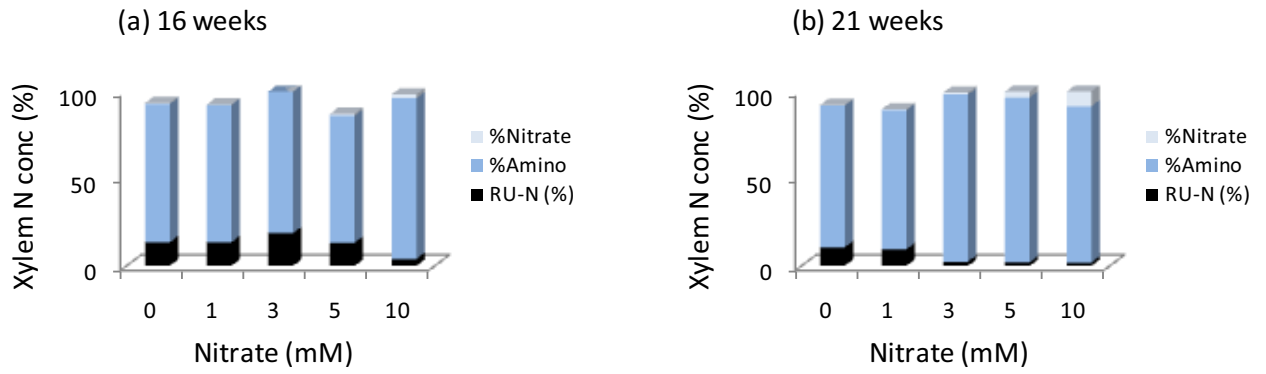 (a) 16 weeks
Xylem N conc (%)
100
50
0
0 1 3 5 10
Nitrate (mM)
%Nitrate
%Amino
RU-N (%)
(b) 21 weeks
Xylem N conc (%)
100
50
0
0 1 3 5 10
Nitrate (mM)
%Nitrate
%Amino
RU-N (%)